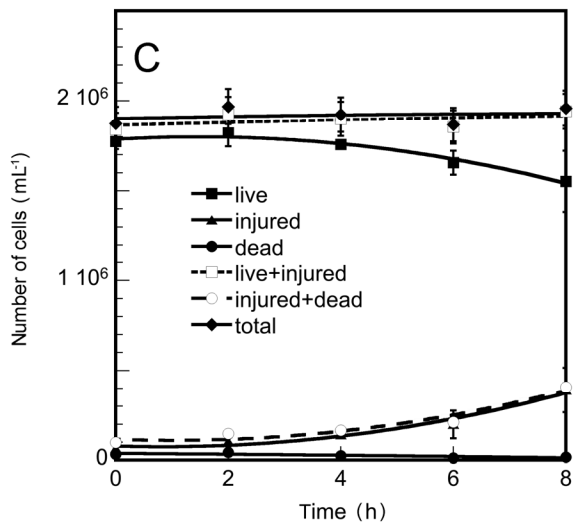 C
2 10⁶
1 10⁶
0
Number of cells (mL⁻¹)
live
injured
dead
live+injured
injured+dead
total
0 2 4 6 8
Time (h)